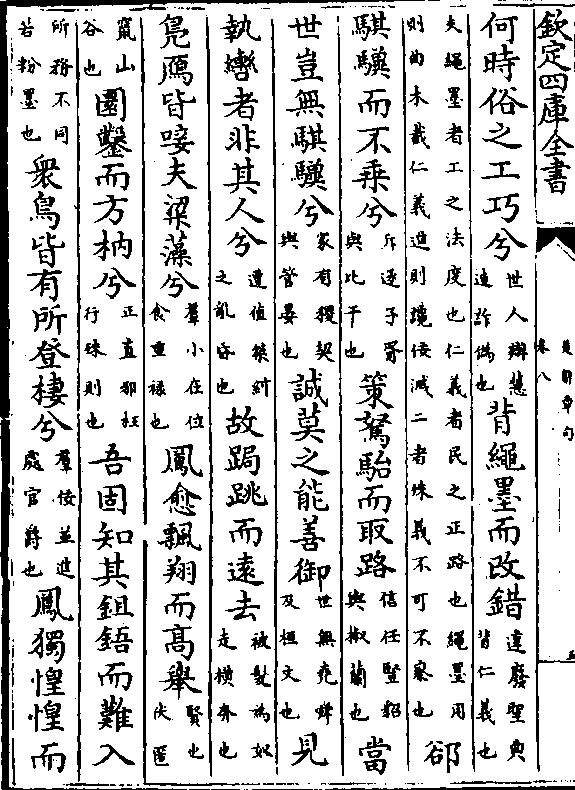 欽定四庫全書
楚辭章句
卷八
五
何時俗之工巧兮世人辯慧造詐偽也背繩墨而改錯違廢聖典背仁義也
夫繩墨者工之法度也仁義者民之正路也繩墨用則曲木截仁義進則讒佞滅二者殊義不可不察也郤
騏驥而不乘兮斥逐子胥與比干也策駑駘而取路信任豎貂與椒蘭也當
世豈無騏驥兮家有稷契與管晏也誠莫之能善御世無堯舜及桓文也見
執轡者非其人兮遭值桀紂之亂昏也故跼跳而遠去被髮為奴走橫奔也
鳧鴈皆唼夫粱藻兮羣小在位食重祿也鳳愈飄翔而高舉賢也伏匿
竄山谷也圜鑿而方枘兮正直邪枉行殊則也吾固知其鉏鋙而難入
所務不同若粉墨也衆鳥皆有所登棲兮羣佞並進處官爵也鳳獨惶惶而